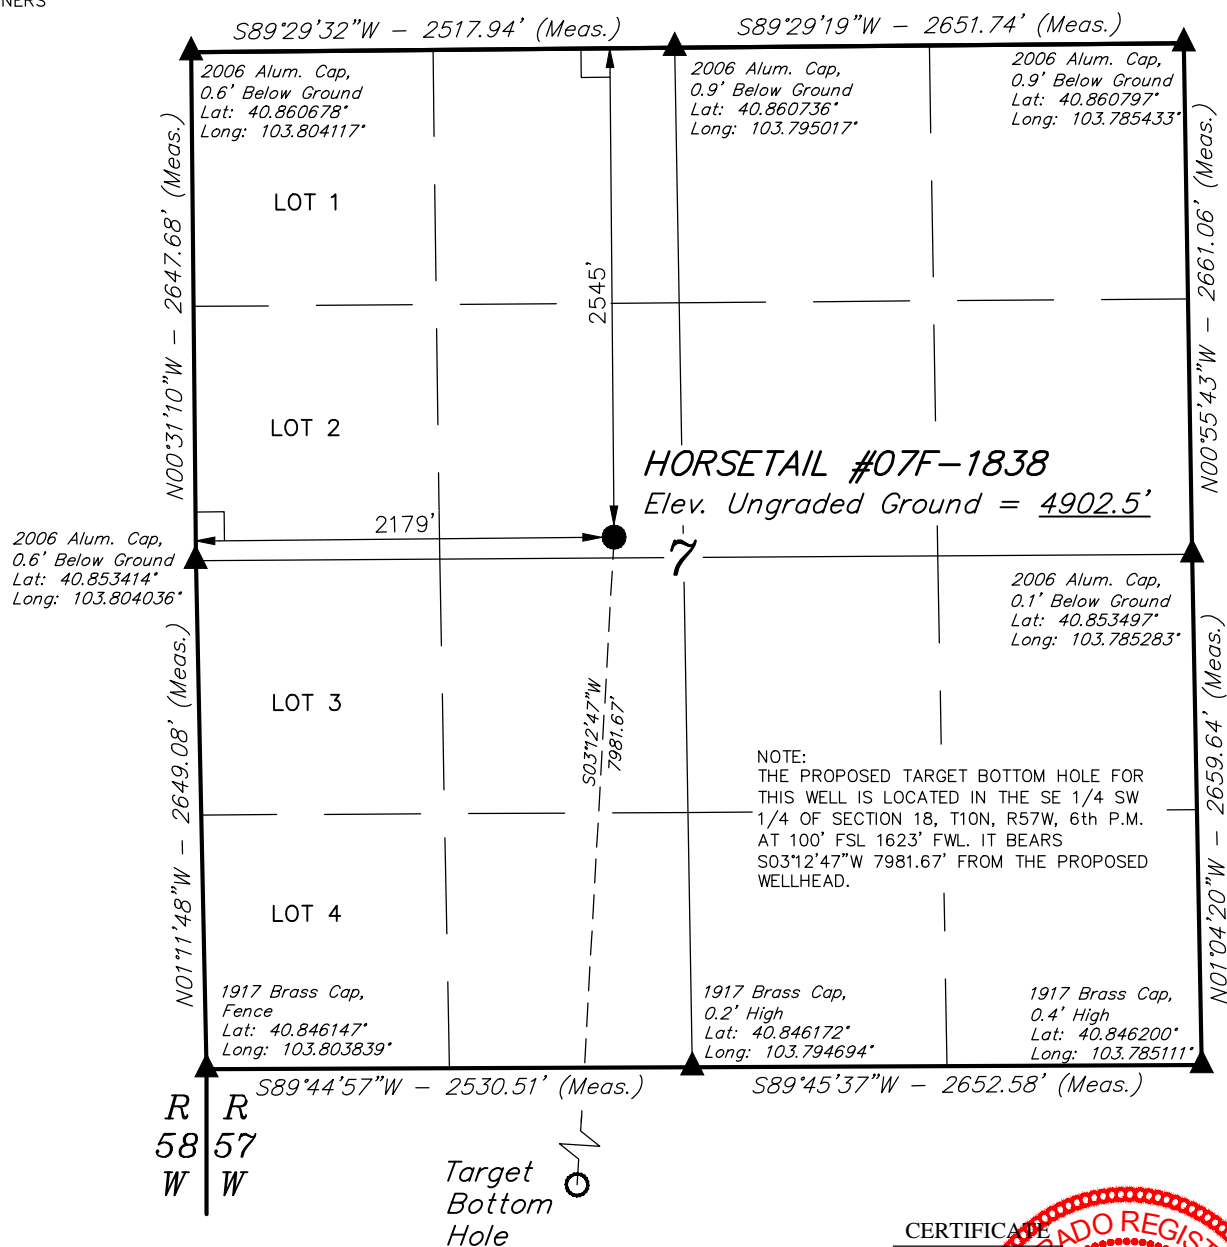 NERS
S89°29'32"W - 2517.94' (Meas.)
S89°29'19"W - 2651.74' (Meas.)
2006 Alum. Cap,
0.6' Below Ground
Lat: 40.860678°
Long: 103.804117°
2006 Alum. Cap,
0.9' Below Ground
Lat: 40.860736°
Long: 103.795017°
2006 Alum. Cap,
0.9' Below Ground
Lat: 40.860797°
Long: 103.785433°
N00°31'10"W - 2647.68' (Meas.)
N00°55'43"W - 2661.06' (Meas.)
LOT 1
2545'
LOT 2
HORSETAIL #07F-1838
Elev. Ungraded Ground = 4902.5'
2179'
7
2006 Alum. Cap,
0.6' Below Ground
Lat: 40.853414°
Long: 103.804036°
2006 Alum. Cap,
0.1' Below Ground
Lat: 40.853497°
Long: 103.785283°
N01°11'48"W - 2649.08' (Meas.)
N01°04'20"W - 2659.64' (Meas.)
LOT 3
S03°12'47"W
7981.67'
NOTE:
THE PROPOSED TARGET BOTTOM HOLE FOR
THIS WELL IS LOCATED IN THE SE 1/4 SW
1/4 OF SECTION 18, T10N, R57W, 6th P.M.
AT 100' FSL 1623' FWL. IT BEARS
S03°12'47"W 7981.67' FROM THE PROPOSED
WELLHEAD.
LOT 4
1917 Brass Cap,
Fence
Lat: 40.846147°
Long: 103.803839°
1917 Brass Cap,
0.2' High
Lat: 40.846172°
Long: 103.794694°
1917 Brass Cap,
0.4' High
Lat: 40.846200°
Long: 103.785111°
S89°44'57"W - 2530.51' (Meas.)
S89°45'37"W - 2652.58' (Meas.)
R R
58 57
W W
Target
Bottom
Hole
CERTIFICATE
RADO REGIST